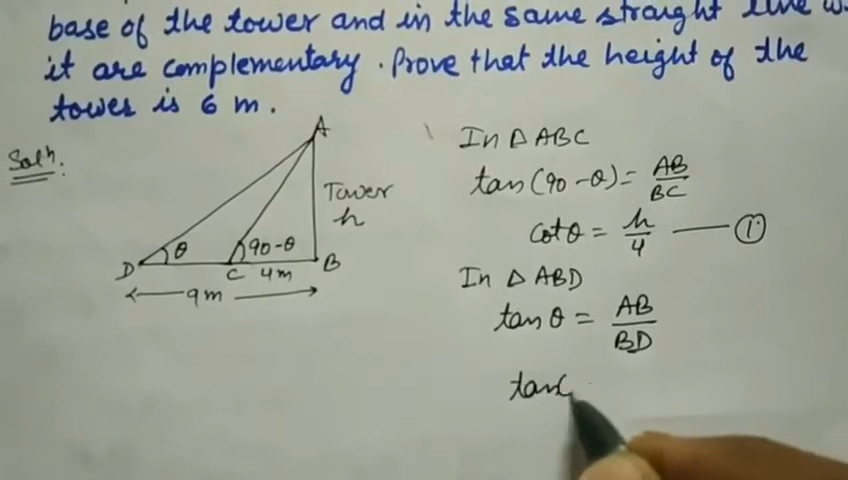 base of the tower and in the same straight line
it are complementary. Prove that the height of the
tower is 6 m.
Solⁿ.
A
Tower
h
θ
90-θ
D
C
4m
B
9m
In △ ABC
tan (90-θ) = AB/BC
cotθ = h/4 —— ①
In △ ABD
tan θ = AB/BD
tan